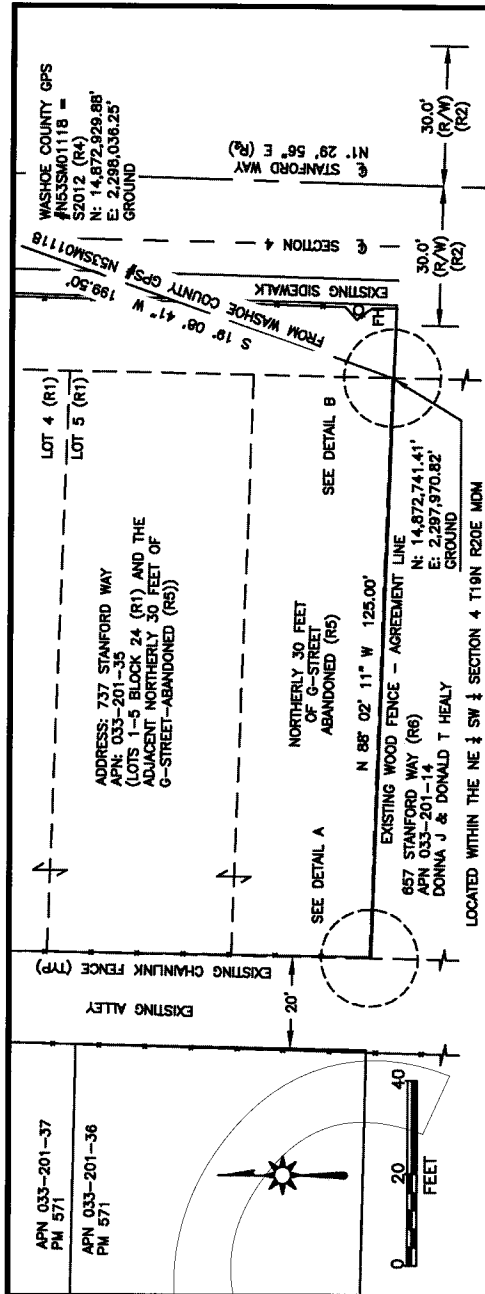 APN 033-201-37
PM 571
APN 033-201-36
PM 571
0 20 40
FEET
EXISTING ALLEY
20'
EXISTING CHAINLINK FENCE (TYP)
SEE DETAIL A
ADDRESS: 737 STANFORD WAY
APN: 033-201-35
(LOTS 1-5 BLOCK 24 (R1) AND THE
ADJACENT NORTHERLY 30 FEET OF
G-STREET-ABANDONED (R5))
LOT 4 (R1)
LOT 5 (R1)
NORTHERLY 30 FEET
OF G-STREET
ABANDONED (R5)
SEE DETAIL B
N 88° 02' 11" W 125.00'
EXISTING WOOD FENCE - AGREEMENT LINE
657 STANFORD WAY (R6)
APN 033-201-14
DONNA J & DONALD T HEALY
N: 14,872,741.41'
E: 2,297,970.82'
GROUND
LOCATED WITHIN THE NE ¼ SW ¼ SECTION 4 T19N R20E MDM
S 19° 08' 41" W 199.50'
FROM WASHOE COUNTY GPS# N53SM01118
EXISTING SIDEWALK
FH
℄ SECTION 4
℄ STANFORD WAY
N1° 29' 56" E (R2)
WASHOE COUNTY GPS
#N53SM01118 =
S2012 (R4)
N: 14,872,929.88'
E: 2,298,036.25'
GROUND
30.0'
(R/W)
(R2)
30.0'
(R/W)
(R2)